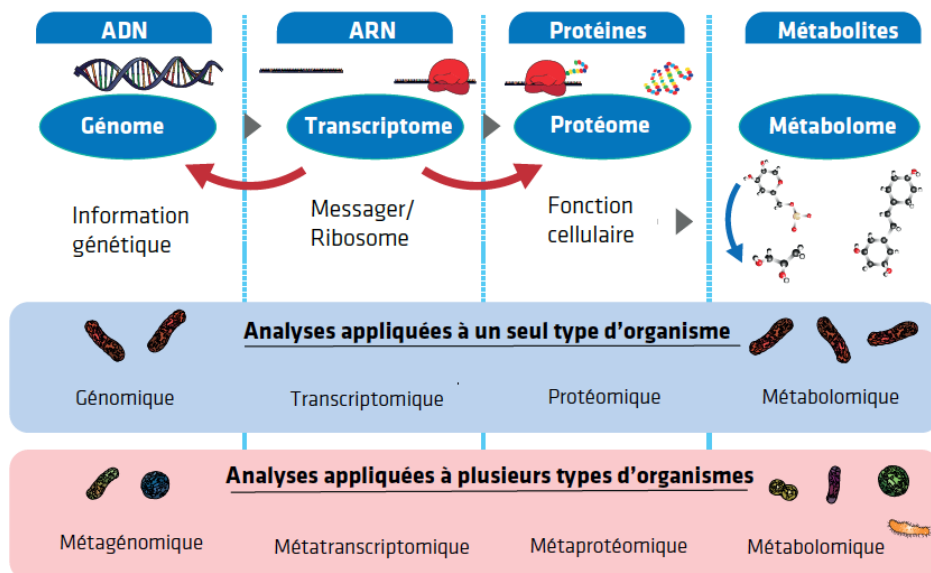 ADN
ARN
Protéines
Métabolites
Génome
Transcriptome
Protéome
Métabolome
Information
génétique
Messager/
Ribosome
Fonction
cellulaire
Analyses appliquées à un seul type d'organisme
Génomique
Transcriptomique
Protéomique
Métabolomique
Analyses appliquées à plusieurs types d'organismes
Métagénomique
Métatranscriptomique
Métaprotéomique
Métabolomique